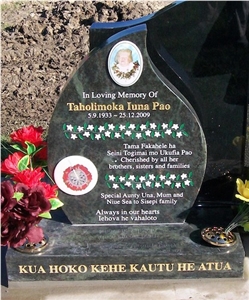 In Loving Memory Of
Taholimoka Iuna Pao
5.9.1933 – 25.12.2009
Tama Fakahele ha
Seini Togimai mo Ukufia Pao
Cherished by all her
brothers, sisters and families
Special Aunty Una, Mum and
Niue Sea to Sisepi family
Always in our hearts
Iehova he vahaloto
KUA HOKO KEHE KAUTU HE ATUA